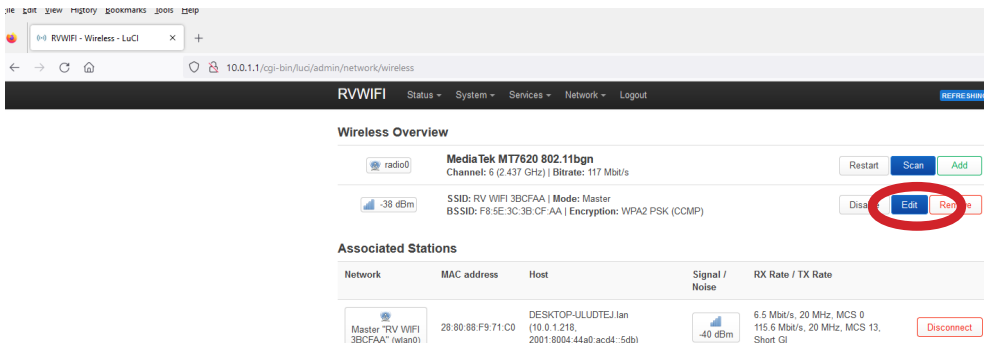 File Edit View History Bookmarks Tools Help
RVWIFI - Wireless - LuCI × +
10.0.1.1/cgi-bin/luci/admin/network/wireless
RVWIFI Status System Services Network Logout REFRESHING
Wireless Overview
radio0 MediaTek MT7620 802.11bgn Restart Scan Add
Channel: 6 (2.437 GHz) | Bitrate: 117 Mbit/s
-38 dBm SSID: RV WIFI 3BCFAA | Mode: Master Disable Edit Remove
BSSID: F8:5E:3C:3B:CF:AA | Encryption: WPA2 PSK (CCMP)
Associated Stations
Network MAC address Host Signal / Noise RX Rate / TX Rate
Master "RV WIFI 3BCFAA" (wlan0) 28:80:88:F9:71:C0 DESKTOP-ULUDTEJ.lan (10.0.1.218, 2001:8004:44a0:acd4::5db) -40 dBm 6.5 Mbit/s, 20 MHz, MCS 0 Disconnect
115.6 Mbit/s, 20 MHz, MCS 13, Short GI